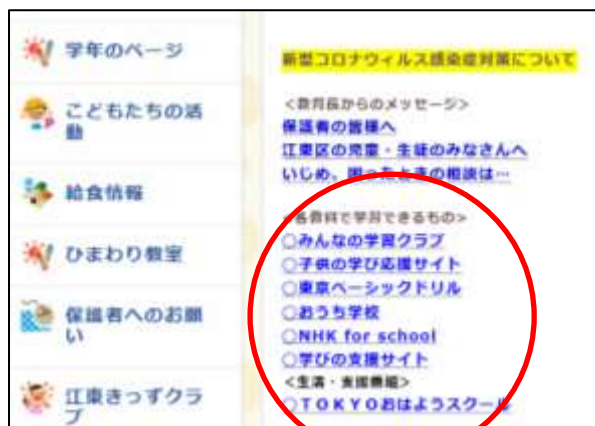 学年のページ
こどもたちの活
動
給食情報
ひまわり教室
保護者へのお願
い
江東きっずクラ
ブ
新型コロナウィルス感染症対策について
<教育長からのメッセージ>
保護者の皆様へ
江東区の児童・生徒のみなさんへ
いじめ、困ったときの相談は…
<各教科で学習できるもの>
○みんなの学習クラブ
○子供の学び応援サイト
○東京ベーシックドリル
○おうち学校
○NHK for school
○学びの支援サイト
<生活・支援番組>
○TOKYOおはようスクール